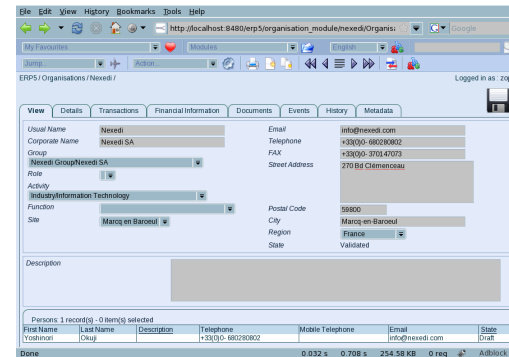 File Edit View History Bookmarks Tools Help
http://localhost:8480/erp5/organisation_module/nexedi/Organis
Google
My Favourites Modules English
Jump... Action...
ERP5 / Organisations / Nexedi /
Logged in as : zop
View Details Transactions Financial Information Documents Events History Metadata
Usual Name Nexedi
Corporate Name Nexedi SA
Group
Nexedi Group/Nexedi SA
Role
Activity
Industry/Information Technology
Function
Site Marcq en Baroeul
Email info@nexedi.com
Telephone +33(0)0- 680280802
FAX +33(0)0- 370147073
Street Address 270 Bd Clémenceau
Postal Code 59800
City Marcq-en-Baroeul
Region France
State Validated
Description
Persons: 1 record(s) - 0 item(s) selected
First Name Last Name Description Telephone Mobile Telephone Email State
Yoshinori Okuji +33(0)0- 680280802 info@nexedi.com Draft
Done 0.032 s 0.708 s 254.58 KB 0 req Adblock